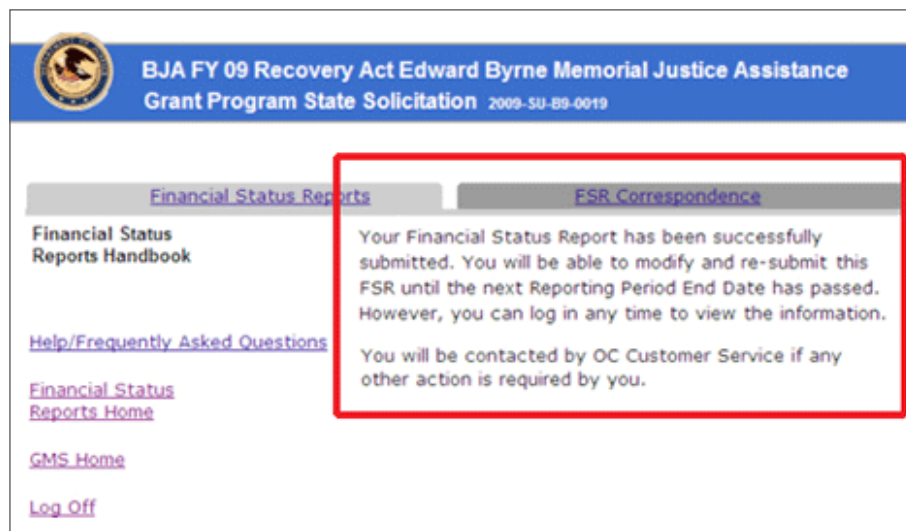 BJA FY 09 Recovery Act Edward Byrne Memorial Justice Assistance
Grant Program State Solicitation 2009-SU-B9-0019
Financial Status Reports
FSR Correspondence
Financial Status
Reports Handbook
Help/Frequently Asked Questions
Financial Status
Reports Home
GMS Home
Log Off
Your Financial Status Report has been successfully
submitted. You will be able to modify and re-submit this
FSR until the next Reporting Period End Date has passed.
However, you can log in any time to view the information.
You will be contacted by OC Customer Service if any
other action is required by you.